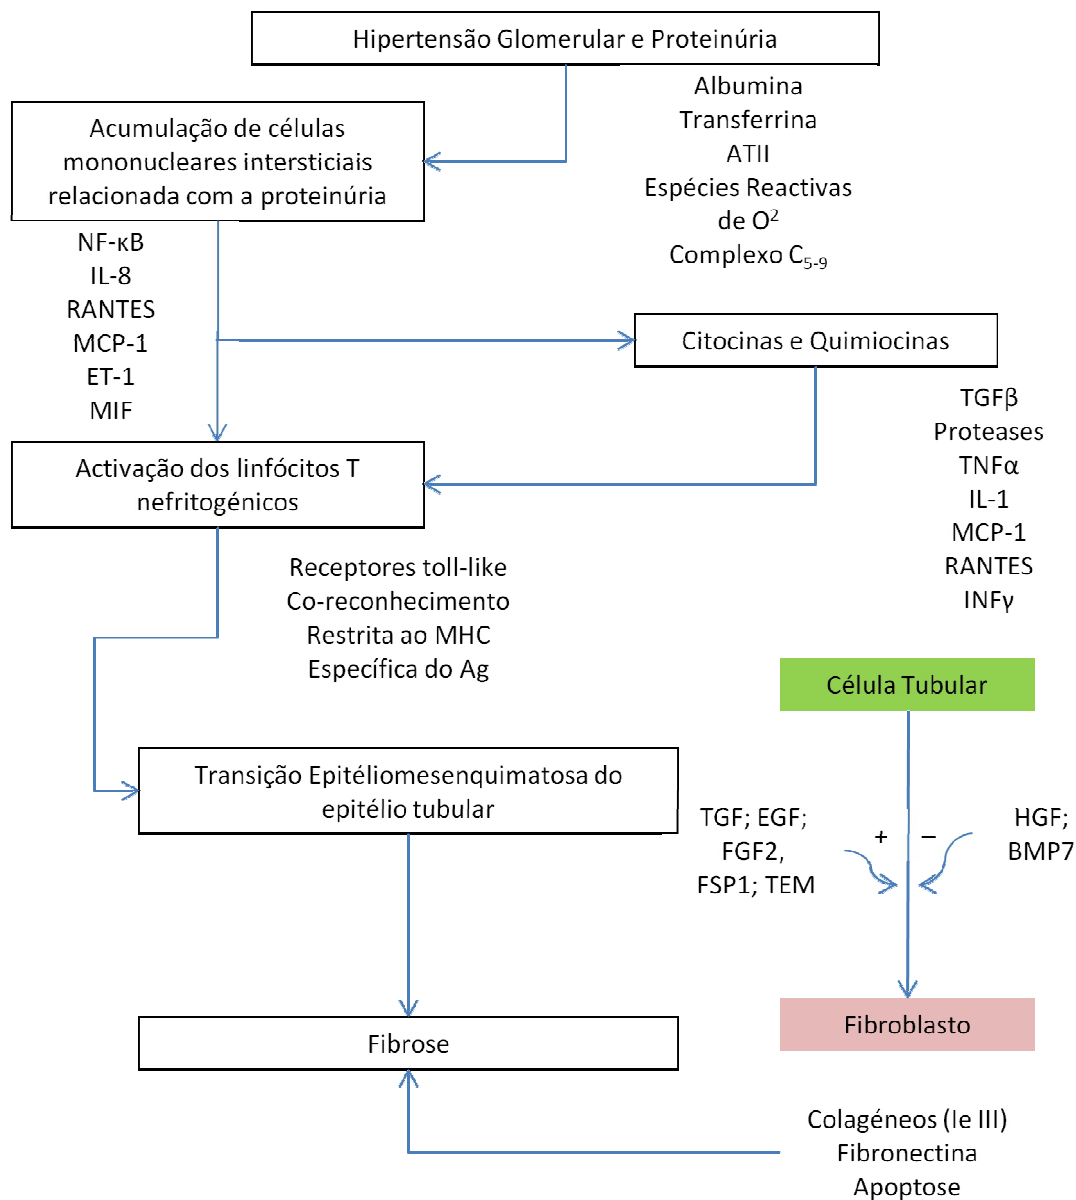 Hipertensão Glomerular e Proteinúria
Albumina
Transferrina
ATII
Espécies Reactivas
de O²
Complexo C₅₋₉
Acumulação de células
mononucleares intersticiais
relacionada com a proteinúria
NF-κB
IL-8
RANTES
MCP-1
ET-1
MIF
Citocinas e Quimiocinas
TGFβ
Proteases
TNFα
IL-1
MCP-1
RANTES
INFγ
Activação dos linfócitos T
nefritogénicos
Receptores toll-like
Co-reconhecimento
Restrita ao MHC
Específica do Ag
Célula Tubular
Transição Epitéliomesenquimatosa do
epitélio tubular
TGF; EGF;
FGF2,
FSP1; TEM
+
–
HGF;
BMP7
Fibroblasto
Fibrose
Colagéneos (Ie III)
Fibronectina
Apoptose